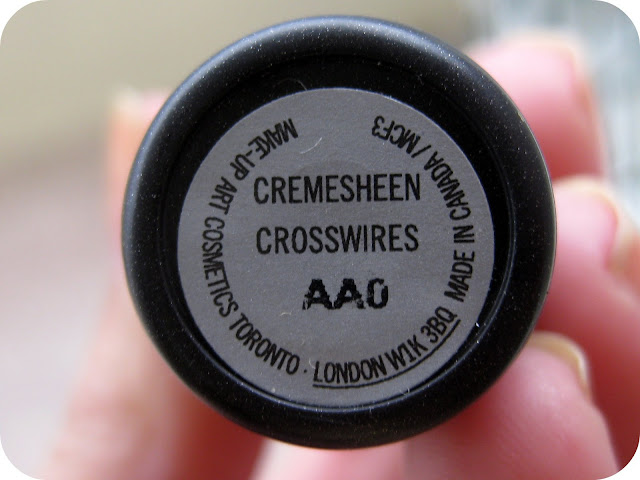 CREMESHEEN
CROSSWIRES
AA0
MAKE-UP ART COSMETICS TORONTO · LONDON W1K 3BQ MADE IN CANADA / MCF3